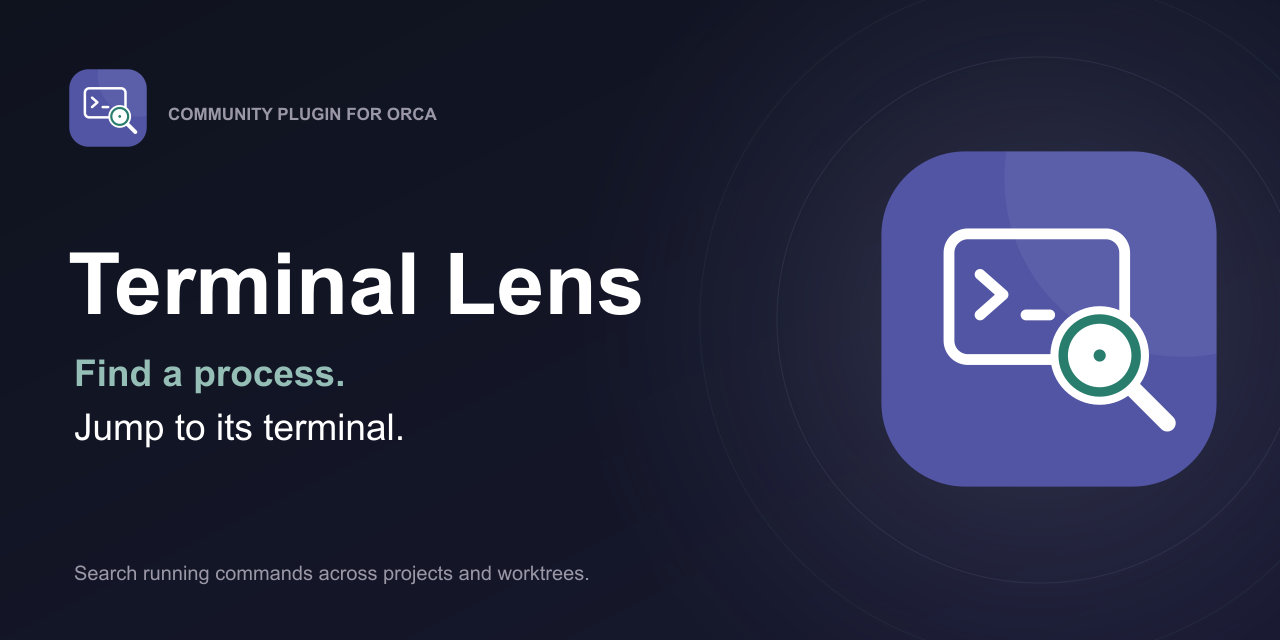 COMMUNITY PLUGIN FOR ORCA
Terminal Lens
Find a process.
Jump to its terminal.
Search running commands across projects and worktrees.